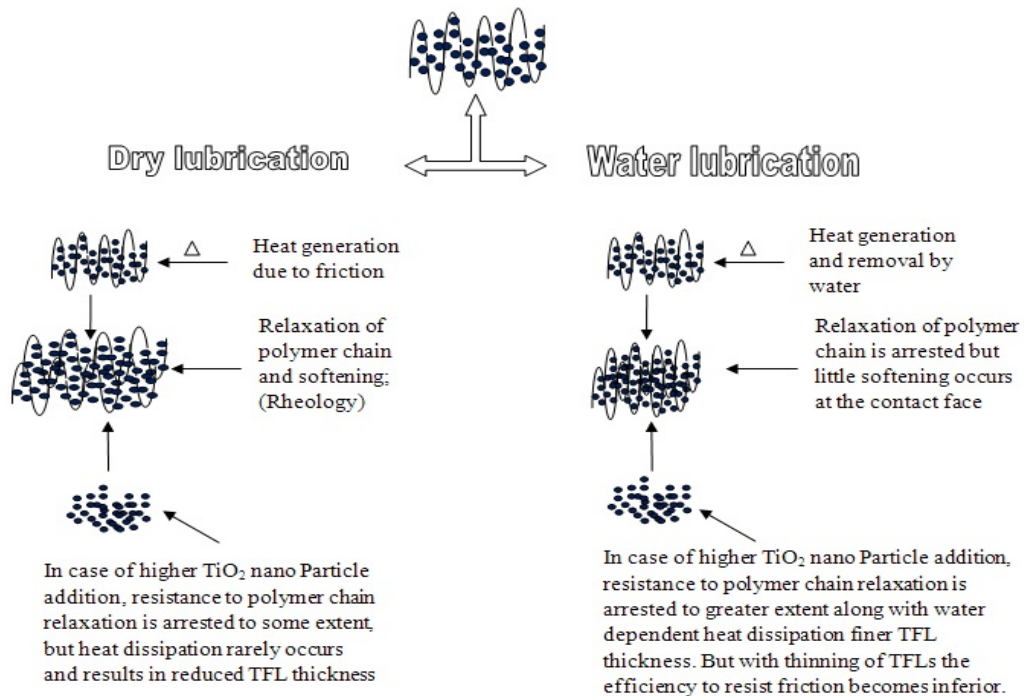 Dry lubrication
Water lubrication
△
Heat generation
due to friction
△
Heat generation
and removal by
water
Relaxation of
polymer chain
and softening;
(Rheology)
Relaxation of polymer
chain is arrested but
little softening occurs
at the contact face
In case of higher TiO₂ nano Particle
addition, resistance to polymer chain
relaxation is arrested to some extent,
but heat dissipation rarely occurs
and results in reduced TFL thickness
In case of higher TiO₂ nano Particle addition,
resistance to polymer chain relaxation is
arrested to greater extent along with water
dependent heat dissipation finer TFL
thickness. But with thinning of TFLs the
efficiency to resist friction becomes inferior.